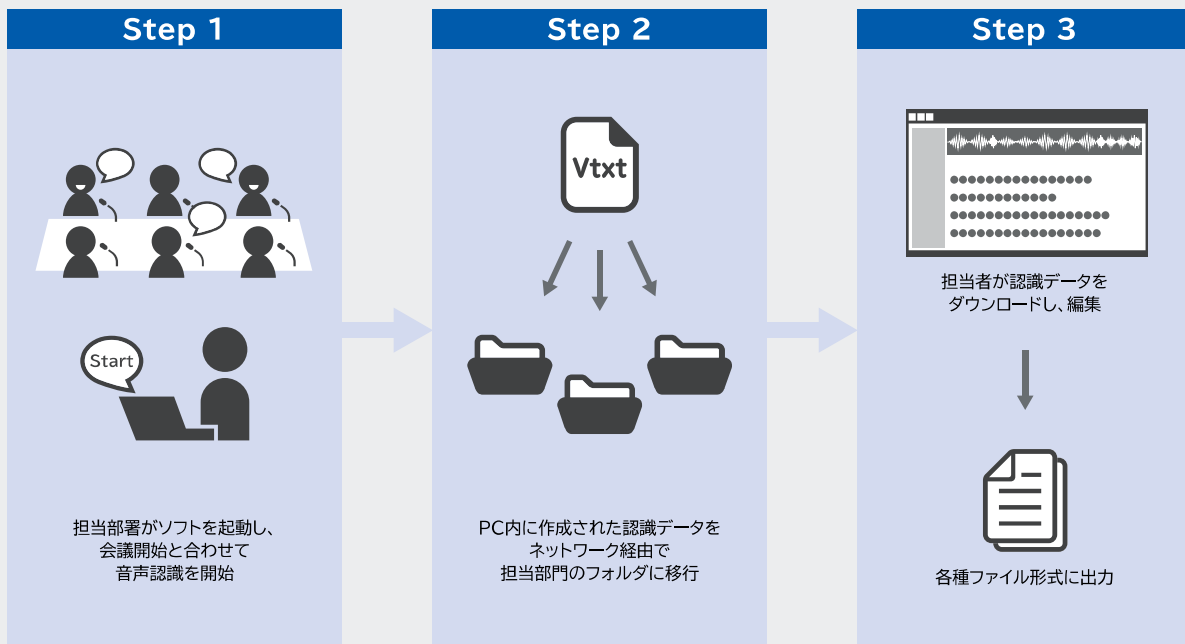 Step 1
Start
担当部署がソフトを起動し、
会議開始と合わせて
音声認識を開始
Step 2
Vtxt
PC内に作成された認識データを
ネットワーク経由で
担当部門のフォルダに移行
Step 3
担当者が認識データを
ダウンロードし、編集
各種ファイル形式に出力